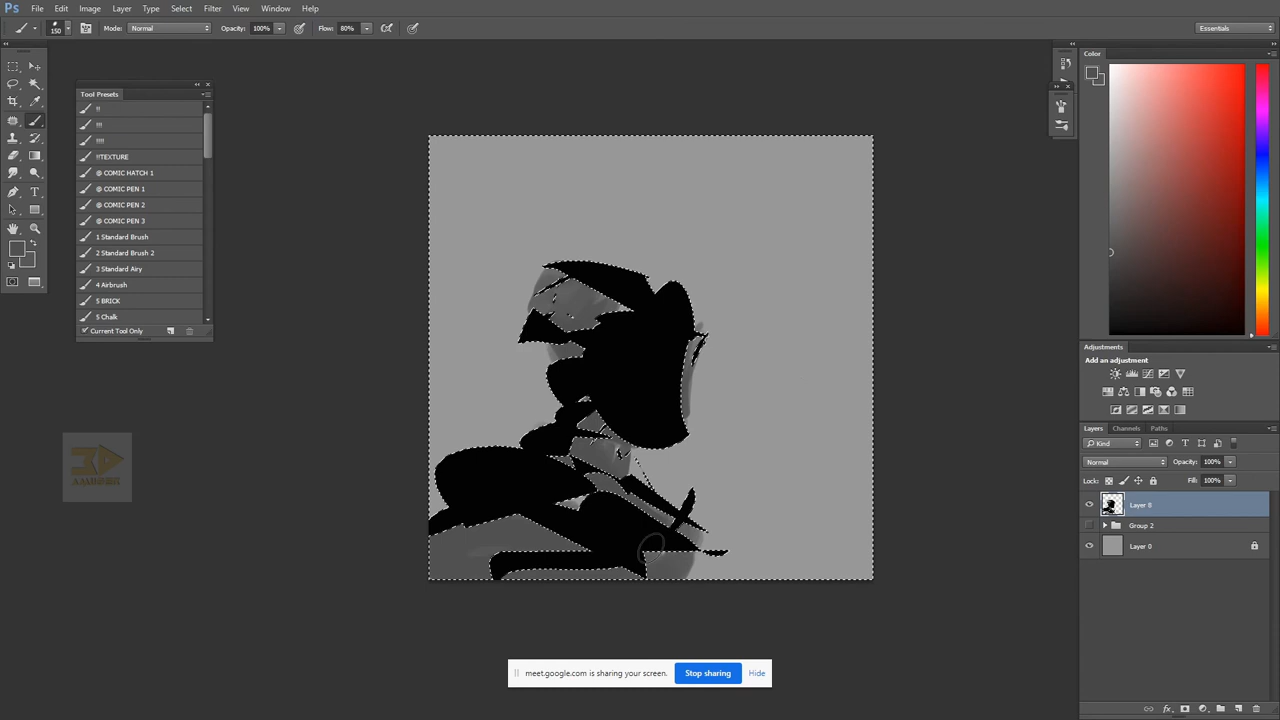 Ps File Edit Image Layer Type Select Filter View Window Help
150 Mode: Normal Opacity: 100% Flow: 80% Essentials
Tool Presets
!!
!!!
!!!!
!!TEXTURE
@ COMIC HATCH 1
@ COMIC PEN 1
@ COMIC PEN 2
@ COMIC PEN 3
1 Standard Brush
2 Standard Brush 2
3 Standard Airy
4 Airbrush
5 BRICK
5 Chalk
Current Tool Only
Color
Adjustments
Add an adjustment
Layers Channels Paths
Kind
Normal Opacity: 100%
Lock: Fill: 100%
Layer 8
Group 2
Layer 0
meet.google.com is sharing your screen. Stop sharing Hide